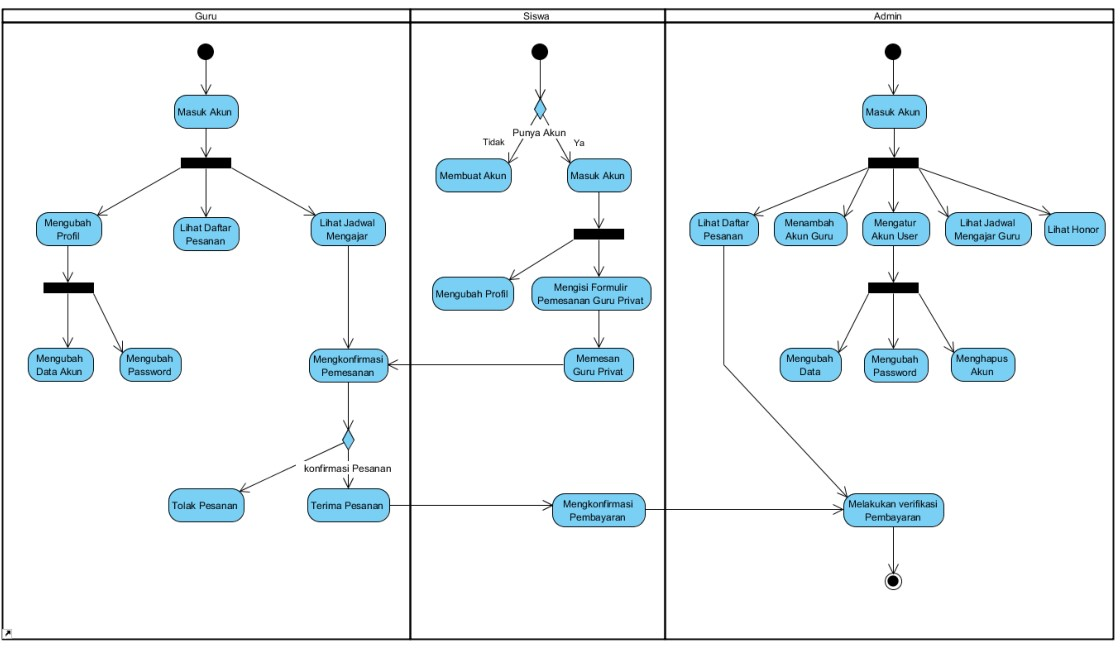 Guru
Siswa
Admin
Masuk Akun
Mengubah
Profil
Lihat Daftar
Pesanan
Lihat Jadwal
Mengajar
Mengubah
Data Akun
Mengubah
Password
Mengkonfirmasi
Pemesanan
konfirmasi Pesanan
Tolak Pesanan
Terima Pesanan
Punya Akun
Tidak
Ya
Membuat Akun
Masuk Akun
Mengubah Profil
Mengisi Formulir
Pemesanan Guru Privat
Memesan
Guru Privat
Mengkonfirmasi
Pembayaran
Masuk Akun
Lihat Daftar
Pesanan
Menambah
Akun Guru
Mengatur
Akun User
Lihat Jadwal
Mengajar Guru
Lihat Honor
Mengubah
Data
Mengubah
Password
Menghapus
Akun
Melakukan verifikasi
Pembayaran